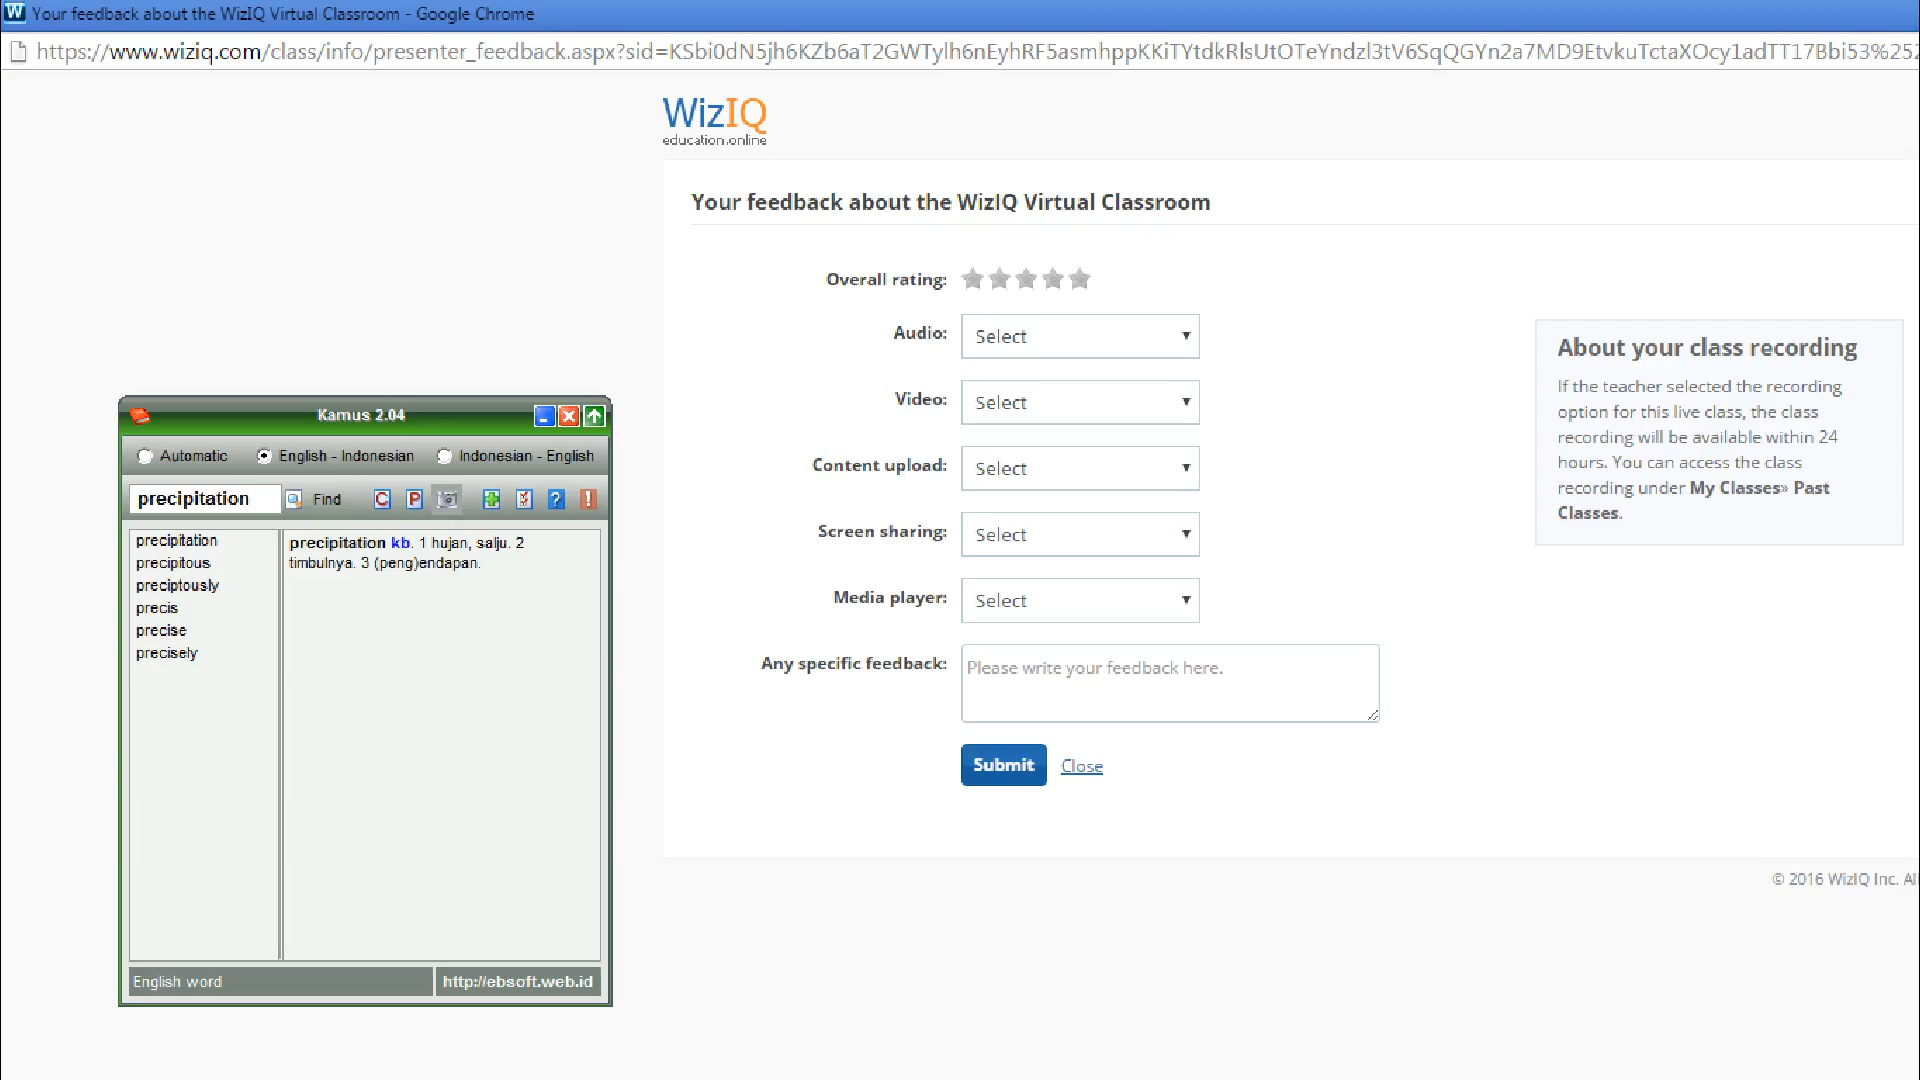 Your feedback about the WizIQ Virtual Classroom - Google Chrome
https://www.wiziq.com/class/info/presenter_feedback.aspx?sid=KSbi0dN5jh6KZb6aT2GWTylh6nEyhRF5asmhppKKiTYtdkRlsUtOTeYndzl3tV6SqQGYn2a7MD9EtvkuTctaXOcy1adTT17Bbi53%252
WizIQ
education.online
Your feedback about the WizIQ Virtual Classroom
Overall rating:
Audio: Select
Video: Select
Content upload: Select
Screen sharing: Select
Media player: Select
Any specific feedback: Please write your feedback here.
Submit Close
About your class recording
If the teacher selected the recording
option for this live class, the class
recording will be available within 24
hours. You can access the class
recording under My Classes» Past
Classes.
© 2016 WizIQ Inc. All
Kamus 2.04
Automatic English - Indonesian Indonesian - English
precipitation Find C P ? !
precipitation
precipitous
preciptously
precis
precise
precisely
precipitation kb. 1 hujan, salju. 2
timbulnya. 3 (peng)endapan.
English word http://ebsoft.web.id